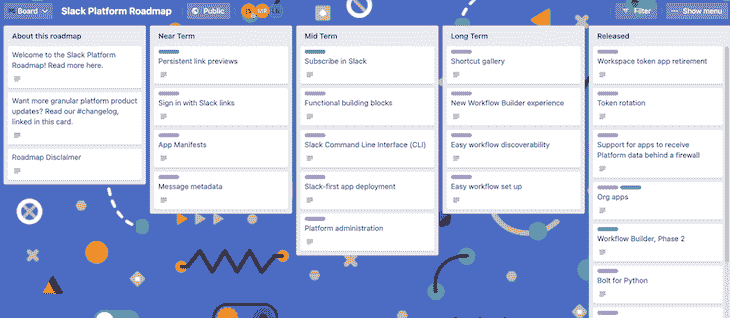 Board
Slack Platform Roadmap
Public
Filter
Show menu
About this roadmap
Welcome to the Slack Platform
Roadmap! Read more here.
Want more granular platform product
updates? Read our #changelog,
linked in this card.
Roadmap Disclaimer
Near Term
Persistent link previews
Sign in with Slack links
App Manifests
Message metadata
Mid Term
Subscribe in Slack
Functional building blocks
Slack Command Line Interface (CLI)
Slack-first app deployment
Platform administration
Long Term
Shortcut gallery
New Workflow Builder experience
Easy workflow discoverability
Easy workflow set up
Released
Workspace token app retirement
Token rotation
Support for apps to receive
Platform data behind a firewall
Org apps
Workflow Builder, Phase 2
Bolt for Python